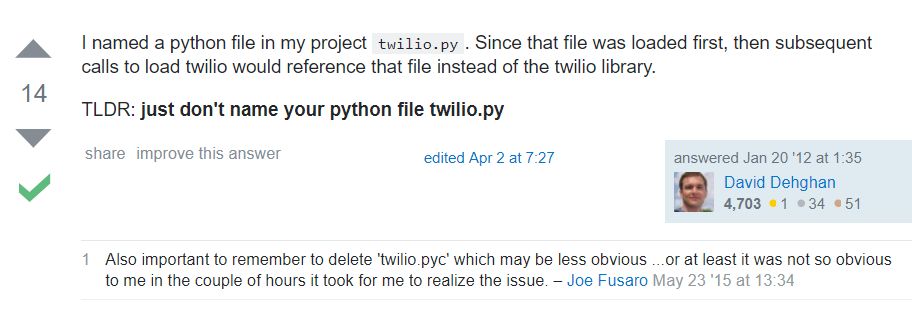 I named a python file in my project twilio.py . Since that file was loaded first, then subsequent
calls to load twilio would reference that file instead of the twilio library.
14
TLDR: just don't name your python file twilio.py
share improve this answer
edited Apr 2 at 7:27
answered Jan 20 '12 at 1:35
David Dehghan
4,703 ●1 ●34 ●51
1 Also important to remember to delete 'twilio.pyc' which may be less obvious ...or at least it was not so obvious
to me in the couple of hours it took for me to realize the issue. – Joe Fusaro May 23 '15 at 13:34